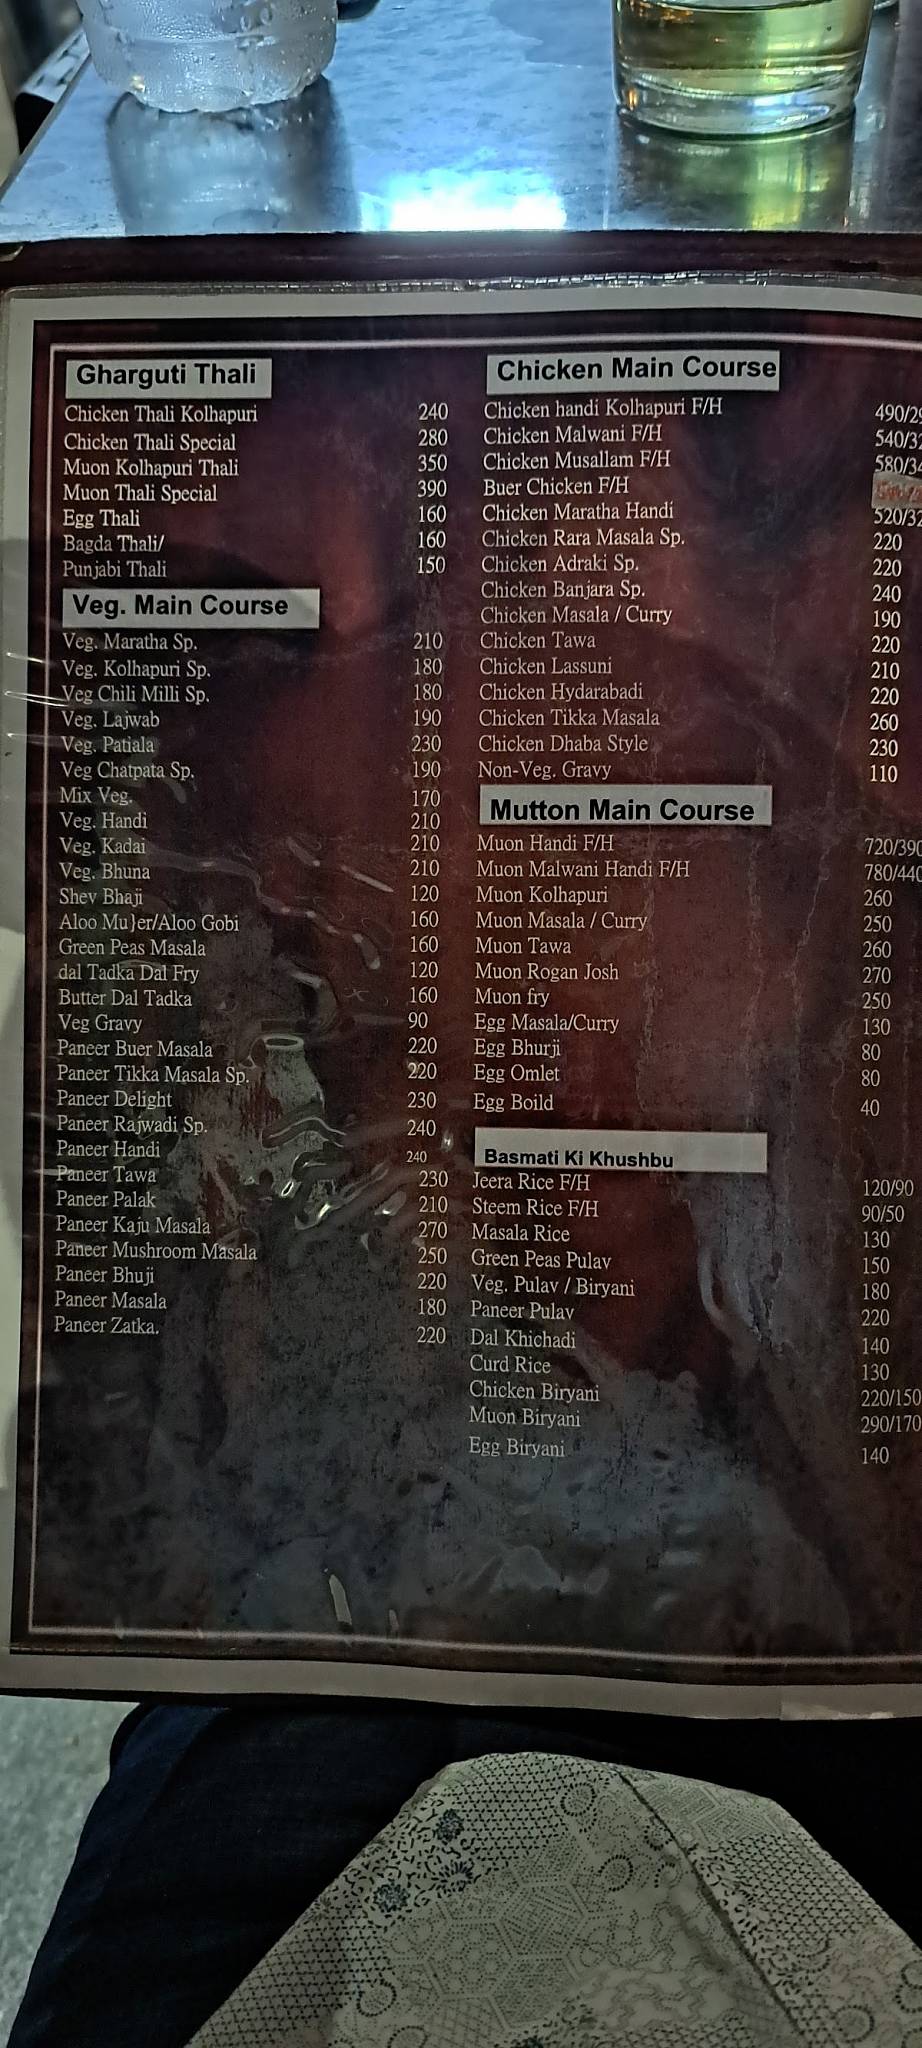 Gharguti Thali
Chicken Thali Kolhapuri 240
Chicken Thali Special 280
Muon Kolhapuri Thali 350
Muon Thali Special 390
Egg Thali 160
Bagda Thali/ 160
Punjabi Thali 150
Veg. Main Course
Veg. Maratha Sp. 210
Veg. Kolhapuri Sp. 180
Veg Chili Milli Sp. 180
Veg. Lajwab 190
Veg. Patiala 230
Veg Chatpata Sp. 190
Mix Veg. 170
Veg. Handi 210
Veg. Kadai 210
Veg. Bhuna 210
Shev Bhaji 120
Aloo Mu}er/Aloo Gobi 160
Green Peas Masala 160
dal Tadka Dal Fry 120
Butter Dal Tadka 160
Veg Gravy 90
Paneer Buer Masala 220
Paneer Tikka Masala Sp. 220
Paneer Delight 230
Paneer Rajwadi Sp. 240
Paneer Handi 240
Paneer Tawa 230
Paneer Palak 210
Paneer Kaju Masala 270
Paneer Mushroom Masala 250
Paneer Bhuji 220
Paneer Masala 180
Paneer Zatka. 220
Chicken Main Course
Chicken handi Kolhapuri F/H 490/29
Chicken Malwani F/H 540/32
Chicken Musallam F/H 580/34
Buer Chicken F/H
Chicken Maratha Handi 520/32
Chicken Rara Masala Sp. 220
Chicken Adraki Sp. 220
Chicken Banjara Sp. 240
Chicken Masala / Curry 190
Chicken Tawa 220
Chicken Lassuni 210
Chicken Hydarabadi 220
Chicken Tikka Masala 260
Chicken Dhaba Style 230
Non-Veg. Gravy 110
Mutton Main Course
Muon Handi F/H 720/390
Muon Malwani Handi F/H 780/440
Muon Kolhapuri 260
Muon Masala / Curry 250
Muon Tawa 260
Muon Rogan Josh 270
Muon fry 250
Egg Masala/Curry 130
Egg Bhurji 80
Egg Omlet 80
Egg Boild 40
Basmati Ki Khushbu
Jeera Rice F/H 120/90
Steem Rice F/H 90/50
Masala Rice 130
Green Peas Pulav 150
Veg. Pulav / Biryani 180
Paneer Pulav 220
Dal Khichadi 140
Curd Rice 130
Chicken Biryani 220/150
Muon Biryani 290/170
Egg Biryani 140